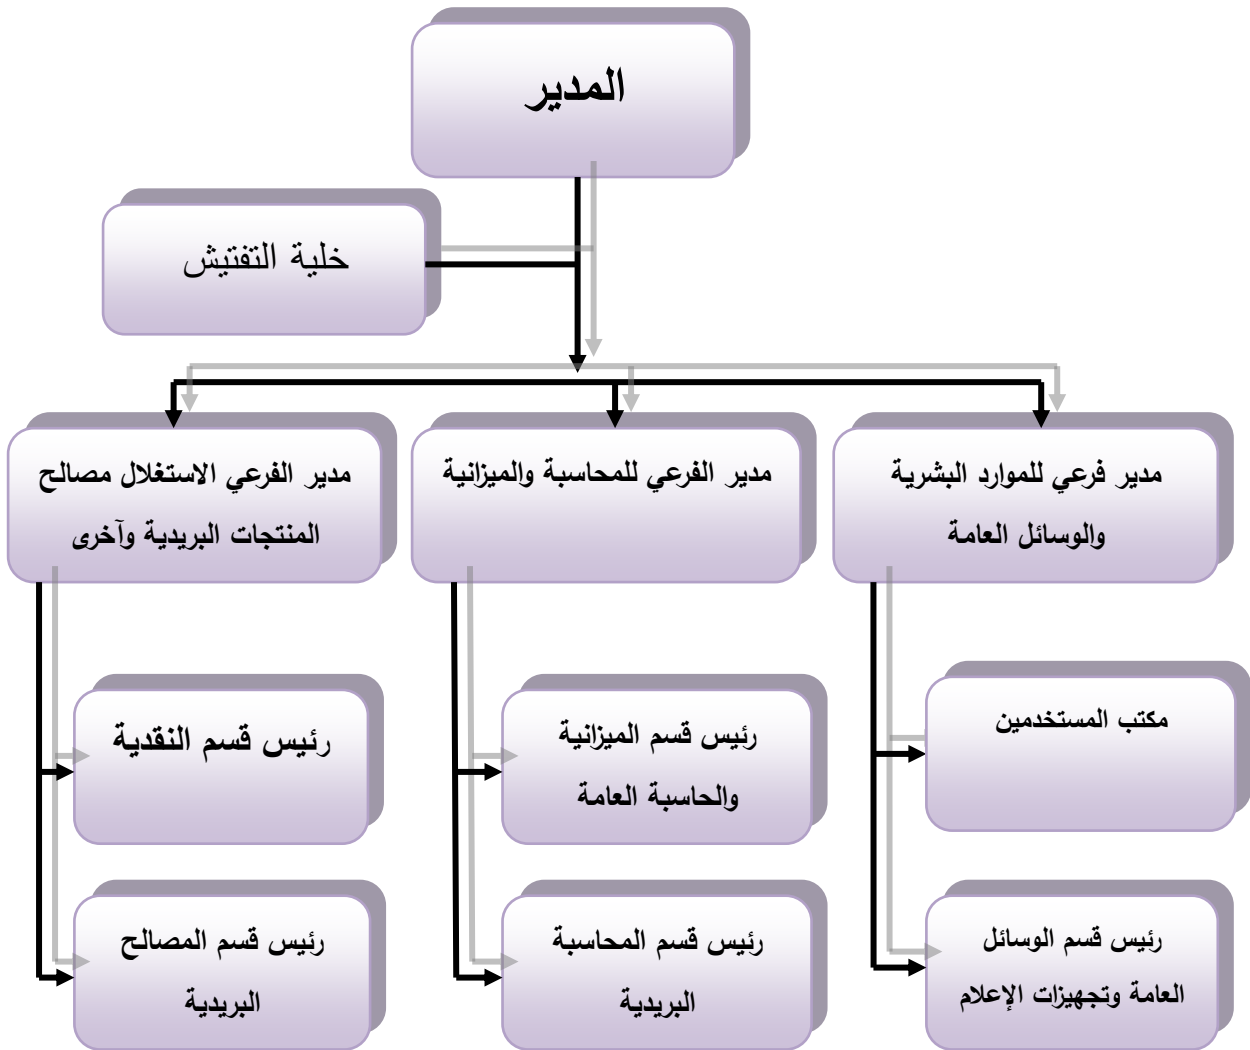 المدير
خلية التفتيش
مدير فرعي للموارد البشرية
والوسائل العامة
مدير الفرعي للمحاسبة والميزانية
مدير الفرعي الاستغلال مصالح
المنتجات البريدية وآخرى
مكتب المستخدمين
رئيس قسم الميزانية
والحاسبة العامة
رئيس قسم النقدية
رئيس قسم الوسائل
العامة وتجهيزات الإعلام
رئيس قسم المحاسبة
البريدية
رئيس قسم المصالح
البريدية